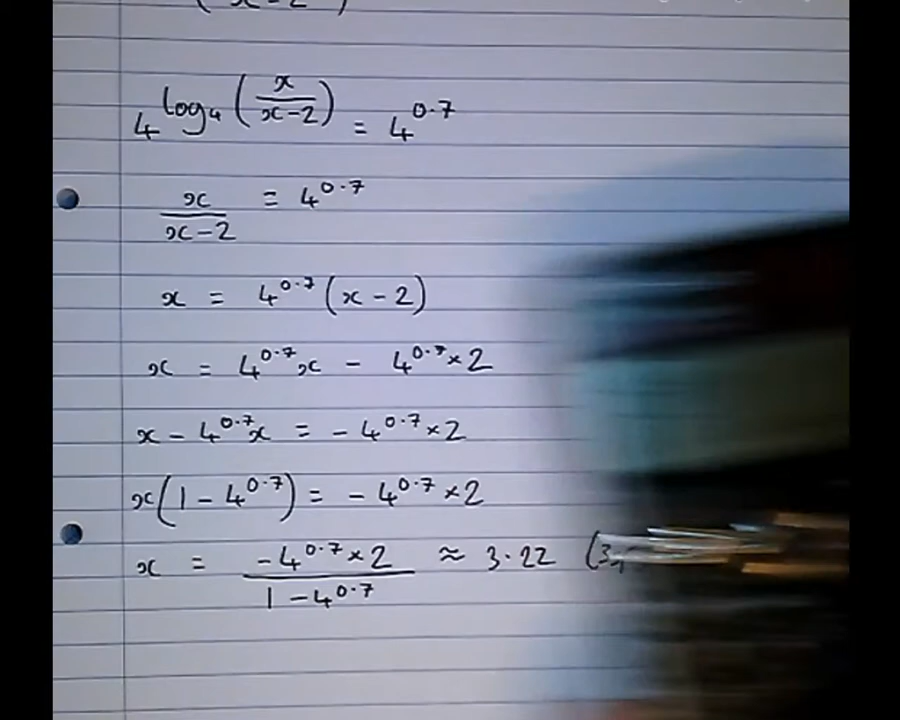 4^log₄(x/(x-2)) = 4^0.7
x/(x-2) = 4^0.7
x = 4^0.7(x-2)
x = 4^0.7x - 4^0.7×2
x - 4^0.7x = -4^0.7×2
x(1-4^0.7) = -4^0.7×2
x = (-4^0.7×2)/(1-4^0.7) ≈ 3.22 (3